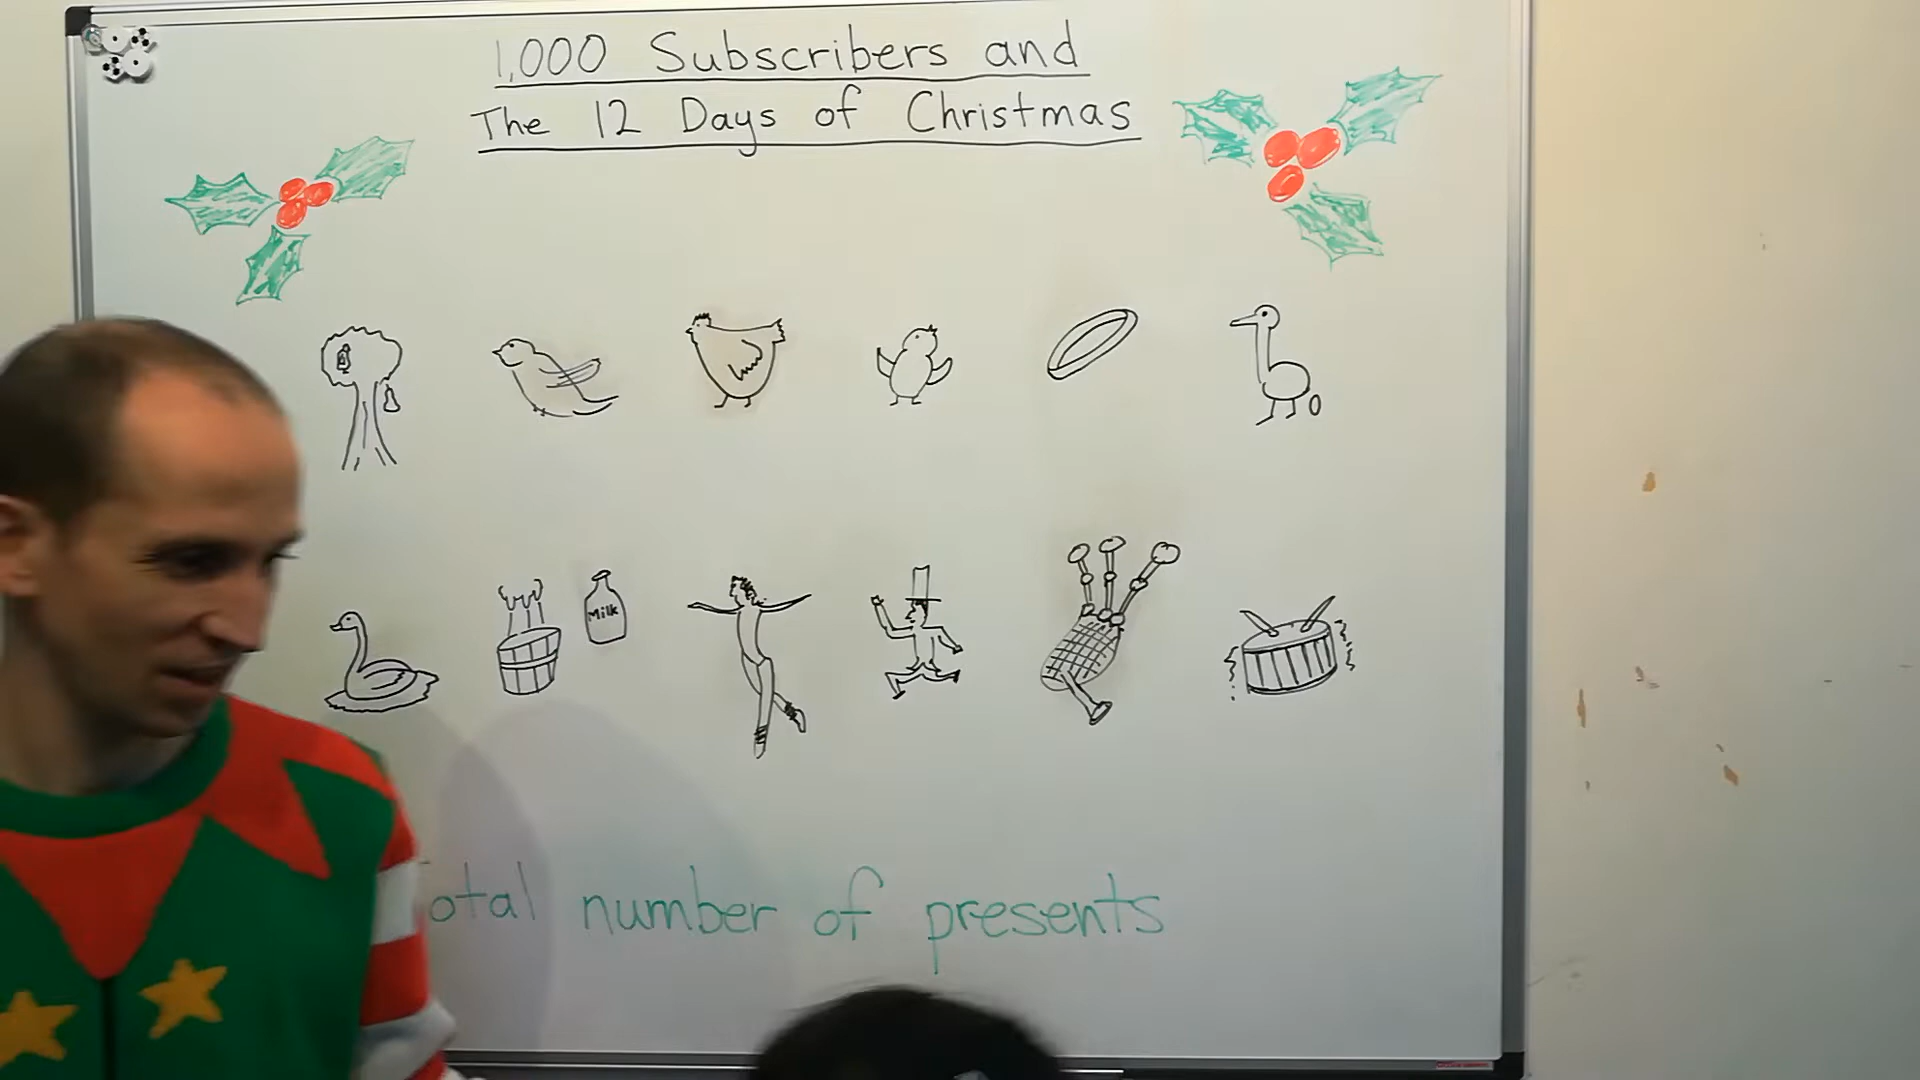 1,000 Subscribers and
The 12 Days of Christmas
Milk
otal number of presents